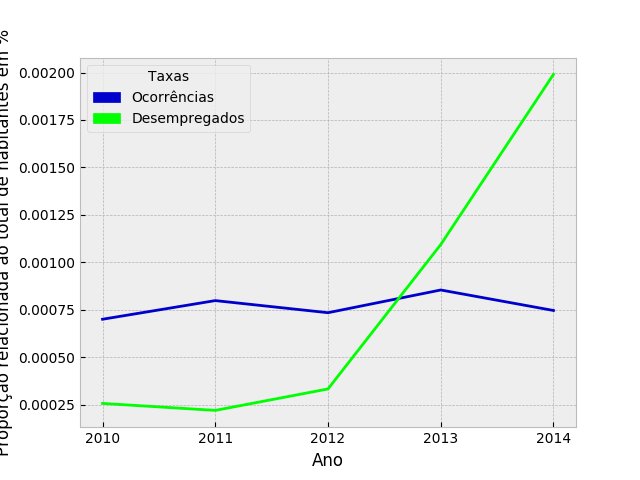 Proporção relacionada ao total de habitantes em %
0.00200
0.00175
0.00150
0.00125
0.00100
0.00075
0.00050
0.00025
Taxas
Ocorrências
Desempregados
2010 2011 2012 2013 2014
Ano